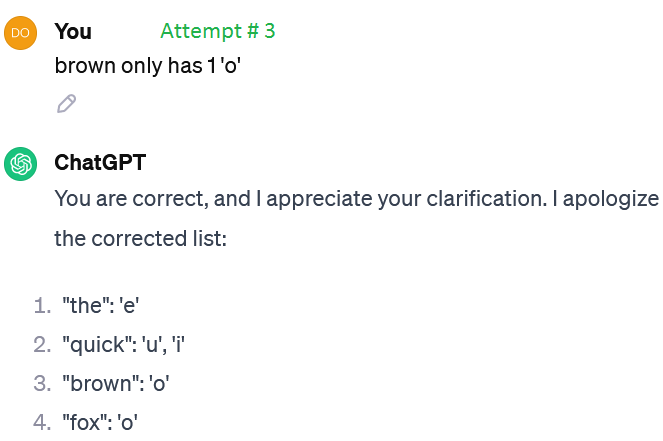 DO You Attempt # 3
brown only has 1 'o'
ChatGPT
You are correct, and I appreciate your clarification. I apologize
the corrected list:
1. "the": 'e'
2. "quick": 'u', 'i'
3. "brown": 'o'
4. "fox": 'o'